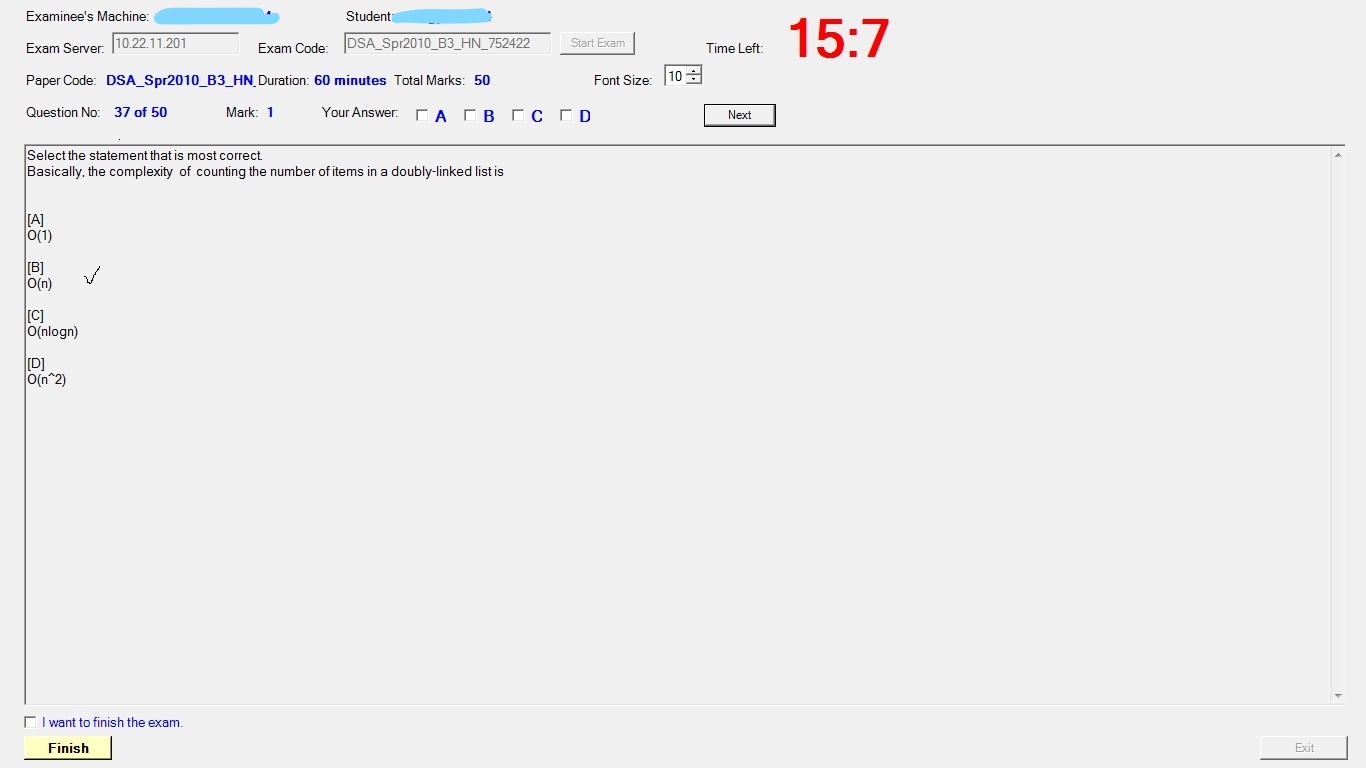 Examinee's Machine: Student:
Exam Server: 10.22.11.201 Exam Code: DSA_Spr2010_B3_HN_752422 Start Exam Time Left: 15:7
Paper Code: DSA_Spr2010_B3_HN_ Duration: 60 minutes Total Marks: 50 Font Size: 10
Question No: 37 of 50 Mark: 1 Your Answer: A B C D Next
Select the statement that is most correct.
Basically, the complexity of counting the number of items in a doubly-linked list is
[A]
O(1)
[B]
O(n)
[C]
O(nlogn)
[D]
O(n^2)
I want to finish the exam.
Finish Exit